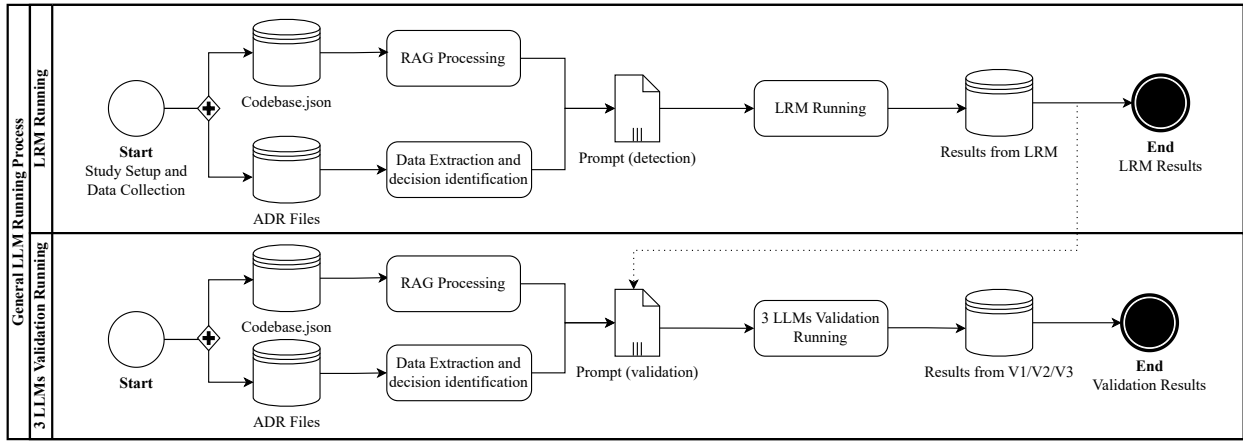 General LLM Running Process
LRM Running
Codebase.json
RAG Processing
Start
Study Setup and
Data Collection
ADR Files
Data Extraction and
decision identification
Prompt (detection)
LRM Running
Results from LRM
End
LRM Results
3 LLMs Validation Running
Codebase.json
RAG Processing
Start
ADR Files
Data Extraction and
decision identification
Prompt (validation)
3 LLMs Validation
Running
Results from V1/V2/V3
End
Validation Results